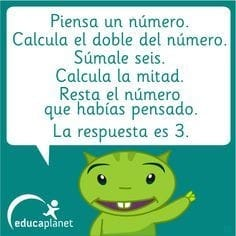 Piensa un número.
Calcula el doble del número.
Súmale seis.
Calcula la mitad.
Resta el número
que habías pensado.
La respuesta es 3.
educaplanet